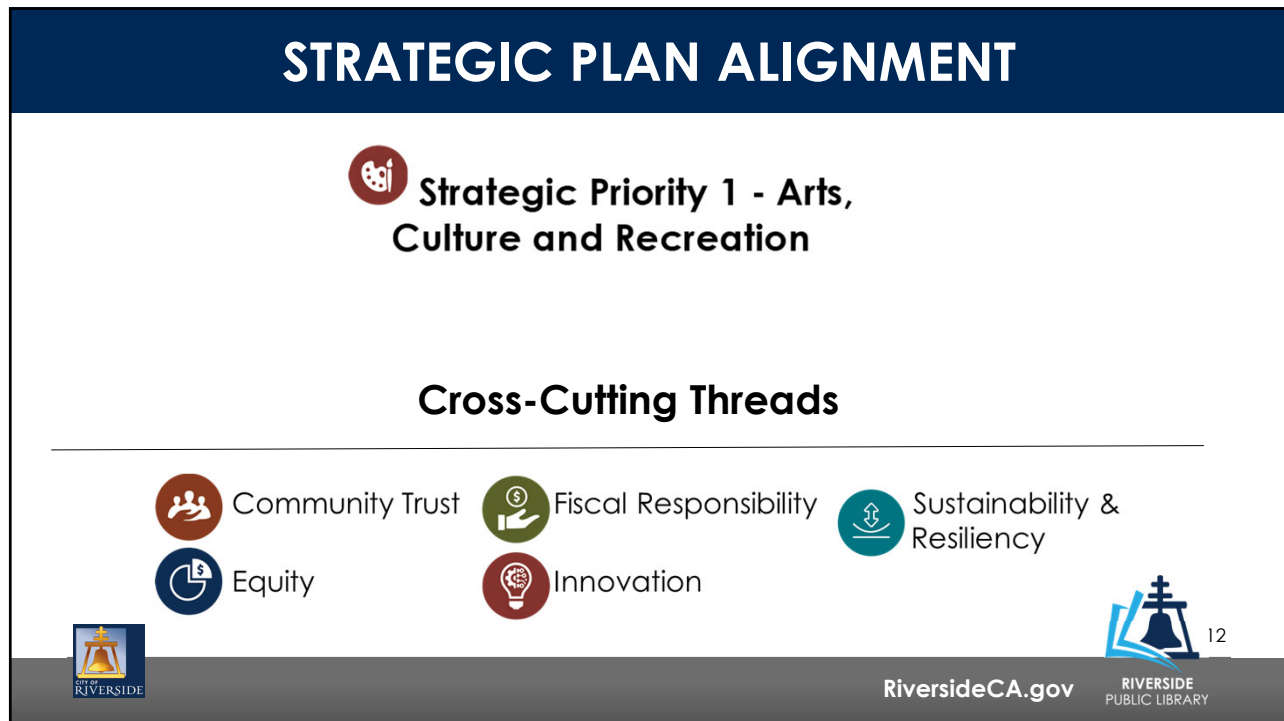 STRATEGIC PLAN ALIGNMENT
Strategic Priority 1 - Arts,
Culture and Recreation
Cross-Cutting Threads
Community Trust
Fiscal Responsibility
Sustainability &
Resiliency
$
Equity
Innovation
12
CITY OF
RIVERSIDE
RiversideCA.gov
RIVERSIDE
PUBLIC LIBRARY